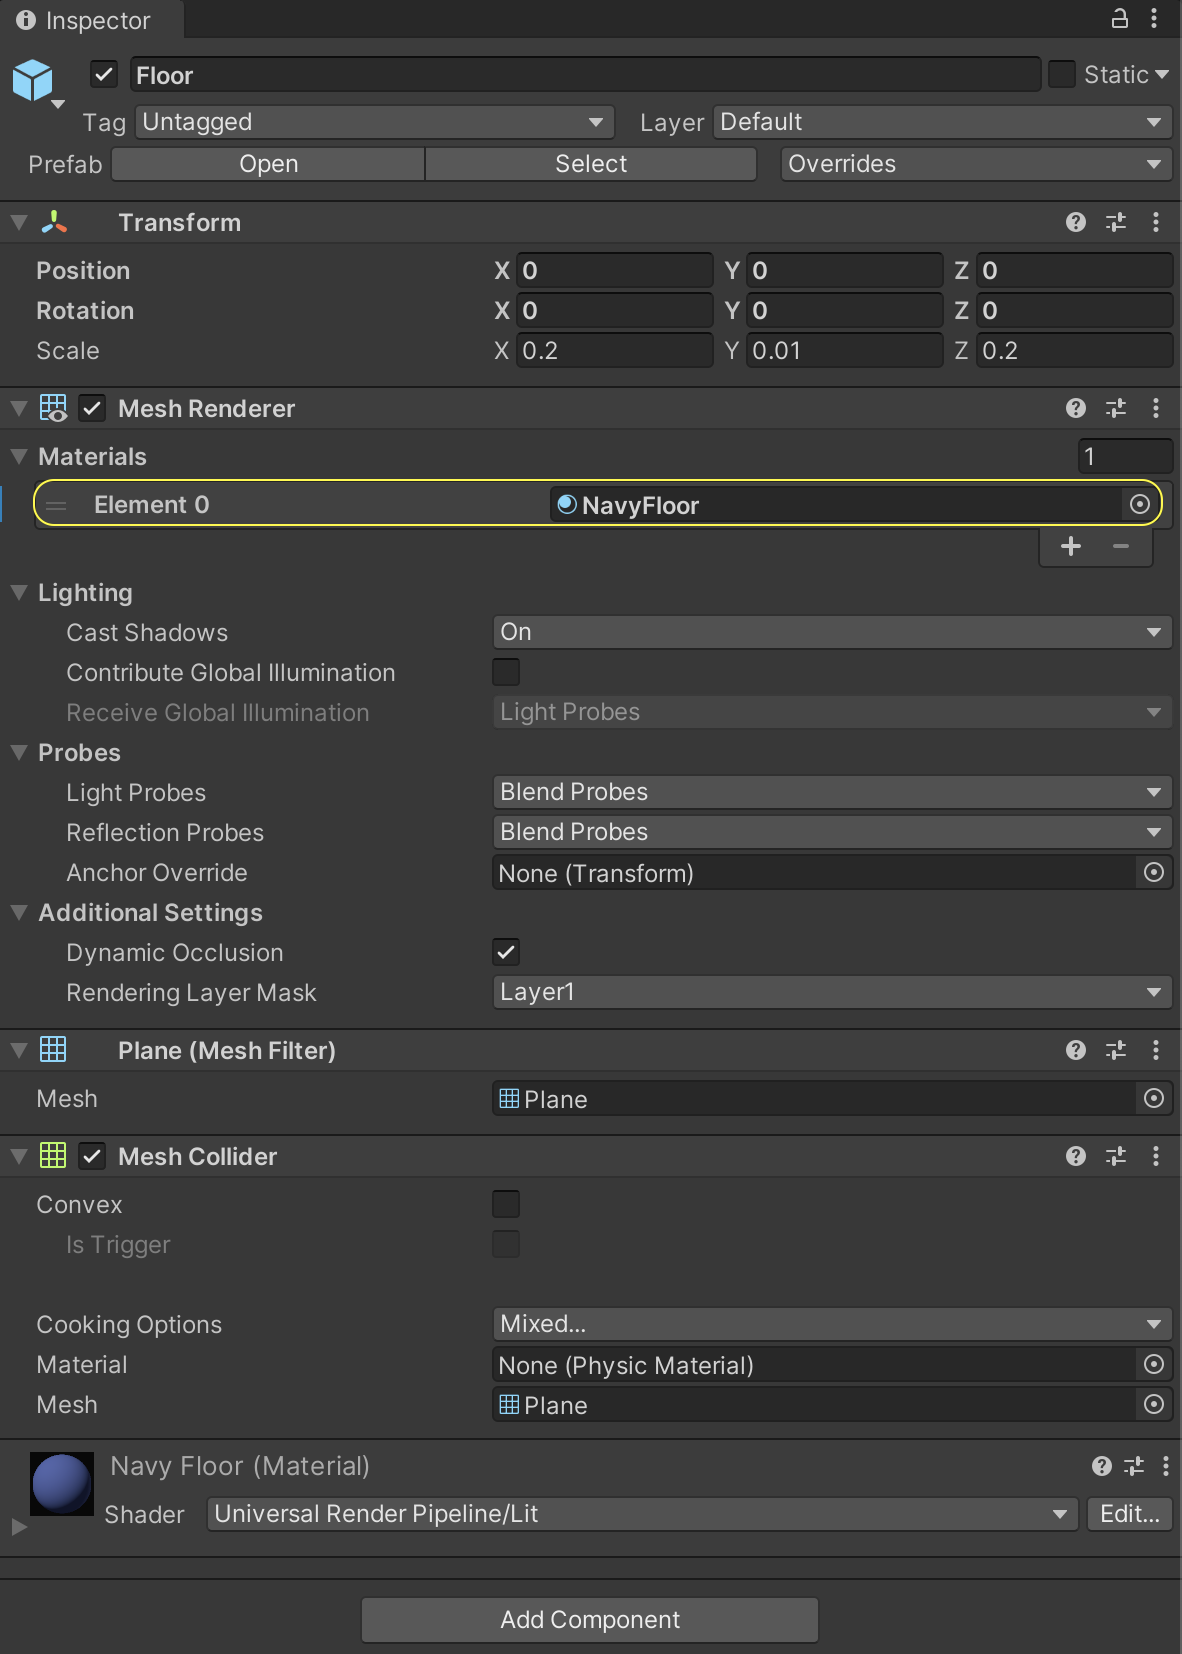 Inspector
Floor Static
Tag Untagged Layer Default
Prefab Open Select Overrides
Transform
Position X 0 Y 0 Z 0
Rotation X 0 Y 0 Z 0
Scale X 0.2 Y 0.01 Z 0.2
Mesh Renderer
Materials 1
Element 0 NavyFloor
Lighting
Cast Shadows On
Contribute Global Illumination
Receive Global Illumination Light Probes
Probes
Light Probes Blend Probes
Reflection Probes Blend Probes
Anchor Override None (Transform)
Additional Settings
Dynamic Occlusion
Rendering Layer Mask Layer1
Plane (Mesh Filter)
Mesh Plane
Mesh Collider
Convex
Is Trigger
Cooking Options Mixed...
Material None (Physic Material)
Mesh Plane
Navy Floor (Material)
Shader Universal Render Pipeline/Lit Edit...
Add Component